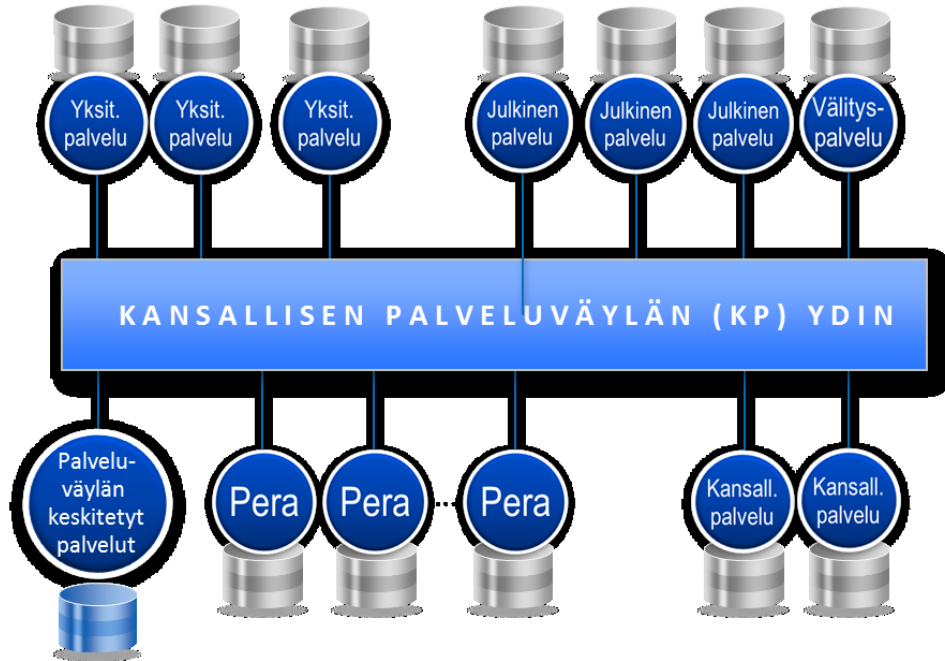 Yksit.
palvelu
Yksit.
palvelu
Yksit.
palvelu
Julkinen
palvelu
Julkinen
palvelu
Julkinen
palvelu
Välitys-
palvelu
KANSALLISEN PALVELUVÄYLÄN (KP) YDIN
Palvelu-
väylän
keskitetyt
palvelut
Pera
Pera
Pera
Kansall.
palvelu
Kansall.
palvelu